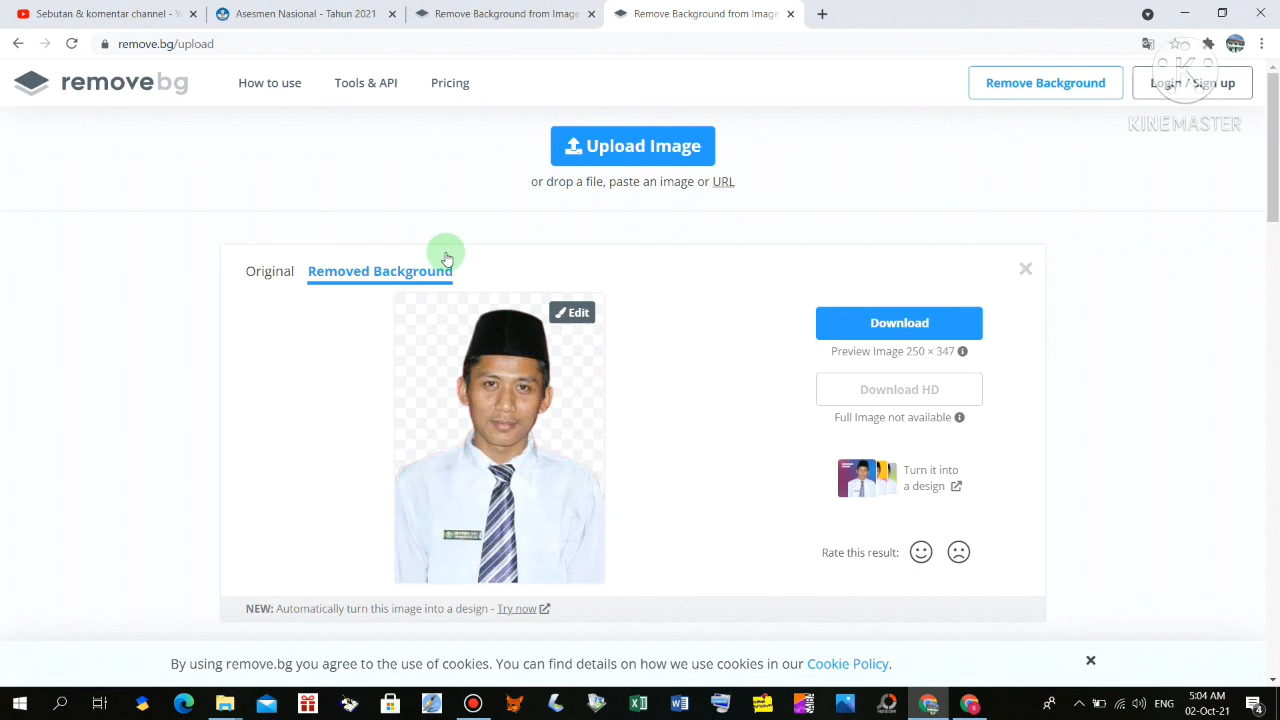 Sebutan & komentar channel - Y
Asesmen Nasional - Tahun 2021
Remove Background from Image
Remove Background from Image
remove.bg/upload
removebg
How to use
Tools & API
Pricing
Remove Background
Login / Sign up
KINEMASTER
Upload Image
or drop a file, paste an image or URL
Original
Removed Background
Edit
Download
Preview Image 250 × 347
Download HD
Full Image not available
Turn it into
a design
Rate this result:
NEW: Automatically turn this image into a design - Try now
By using remove.bg you agree to the use of cookies. You can find details on how we use cookies in our Cookie Policy.
ENG
5:04 AM
02-Oct-21
4